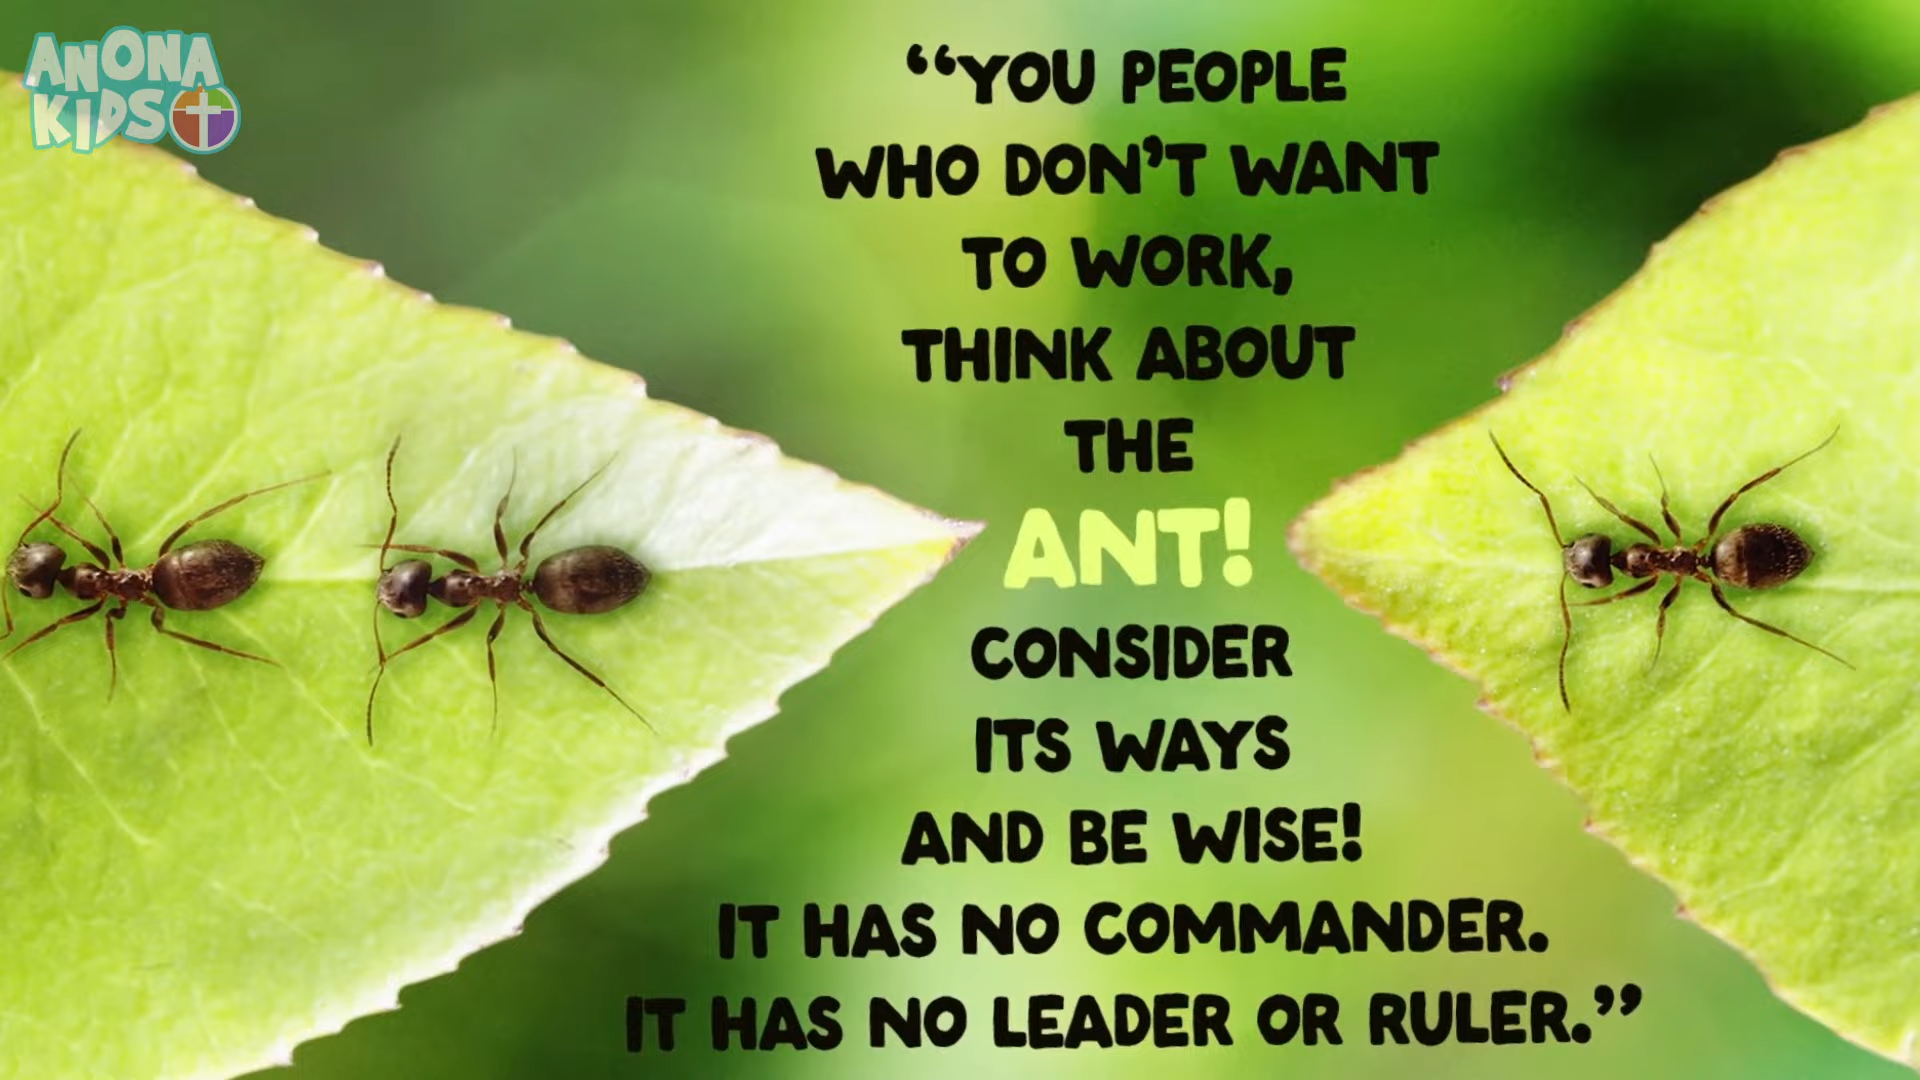 ANONA
KIDS
“YOU PEOPLE
WHO DON’T WANT
TO WORK,
THINK ABOUT
THE
ANT!
CONSIDER
ITS WAYS
AND BE WISE!
IT HAS NO COMMANDER.
IT HAS NO LEADER OR RULER.”